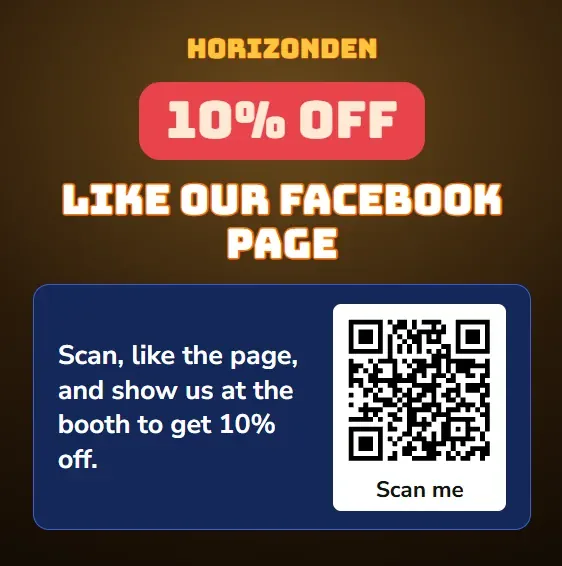 HORIZONDEN
10% OFF
LIKE OUR FACEBOOK
PAGE
Scan, like the page,
and show us at the
booth to get 10%
off.
Scan me